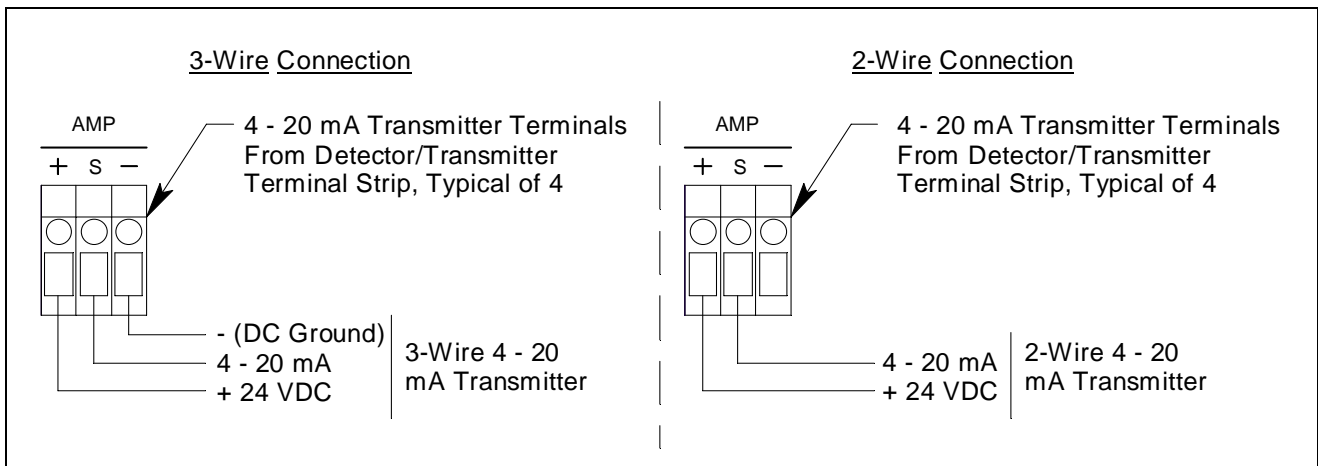 3-Wire Connection
AMP
+ S −
4 - 20 mA Transmitter Terminals
From Detector/Transmitter
Terminal Strip, Typical of 4
- (DC Ground)
4 - 20 mA
+ 24 VDC
3-Wire 4 - 20
mA Transmitter
2-Wire Connection
AMP
+ S −
4 - 20 mA Transmitter Terminals
From Detector/Transmitter
Terminal Strip, Typical of 4
4 - 20 mA
+ 24 VDC
2-Wire 4 - 20
mA Transmitter